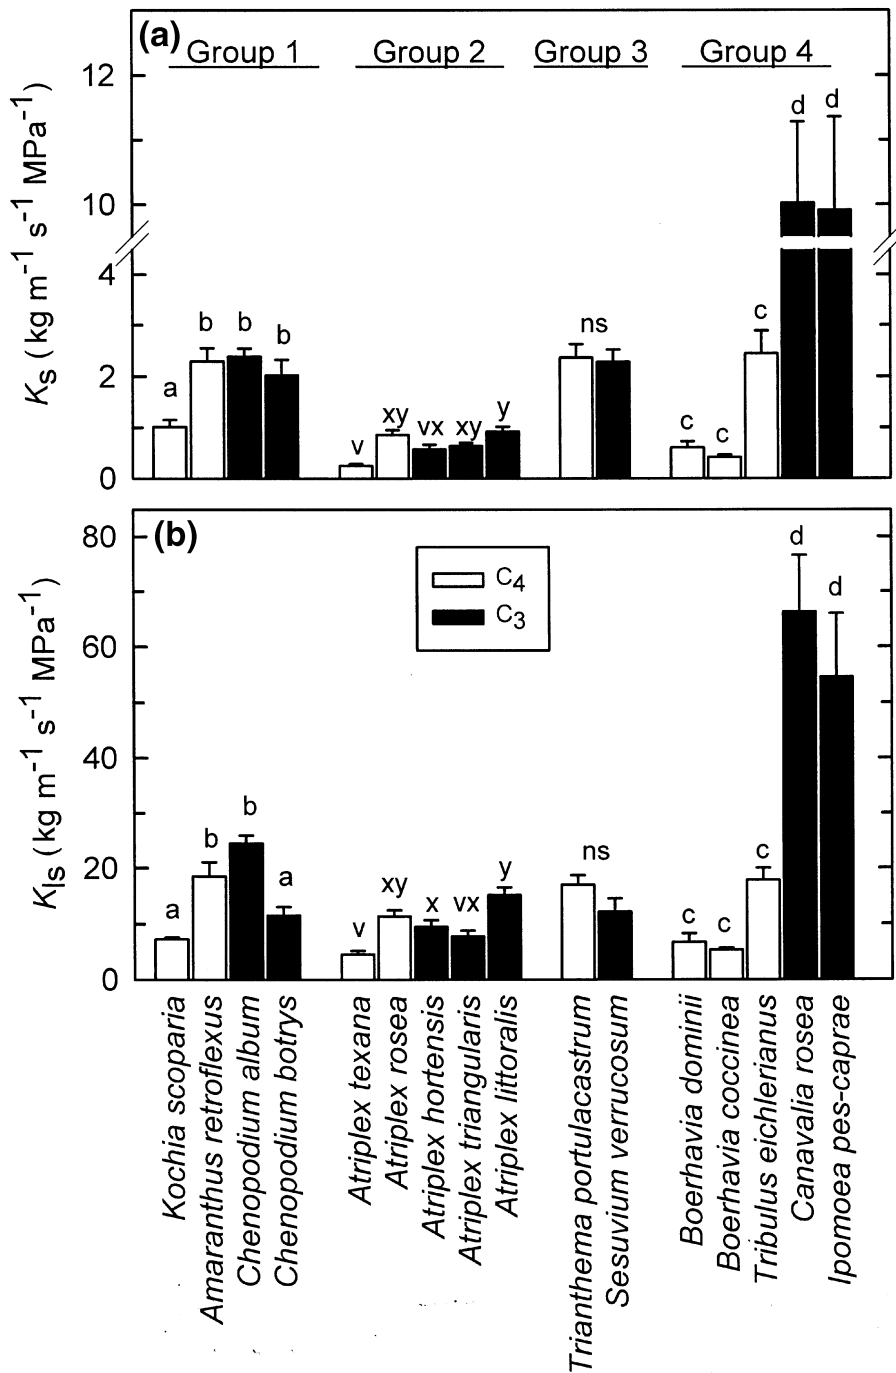 (a)
Group 1 Group 2 Group 3 Group 4
12
10
4
2
0
Ks (kg m⁻¹ s⁻¹ MPa⁻¹)
a b b b
v xy vx xy y
ns
c c c d d
(b)
C4
C3
80
60
40
20
0
Kls (kg m⁻¹ s⁻¹ MPa⁻¹)
a b b a
v xy x vx y
ns
c c c d d
Kochia scoparia
Amaranthus retroflexus
Chenopodium album
Chenopodium botrys
Atriplex texana
Atriplex rosea
Atriplex hortensis
Atriplex triangularis
Atriplex littoralis
Trianthema portulacastrum
Sesuvium verrucosum
Boerhavia dominii
Boerhavia coccinea
Tribulus eichlerianus
Canavalia rosea
Ipomoea pes-caprae